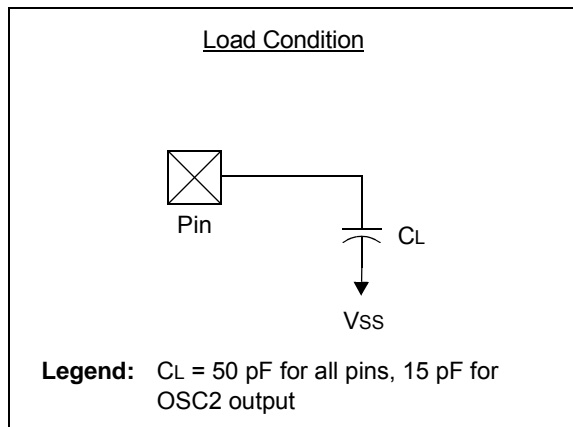 Load Condition
Pin
CL
VSS
Legend: CL = 50 pF for all pins, 15 pF for
OSC2 output